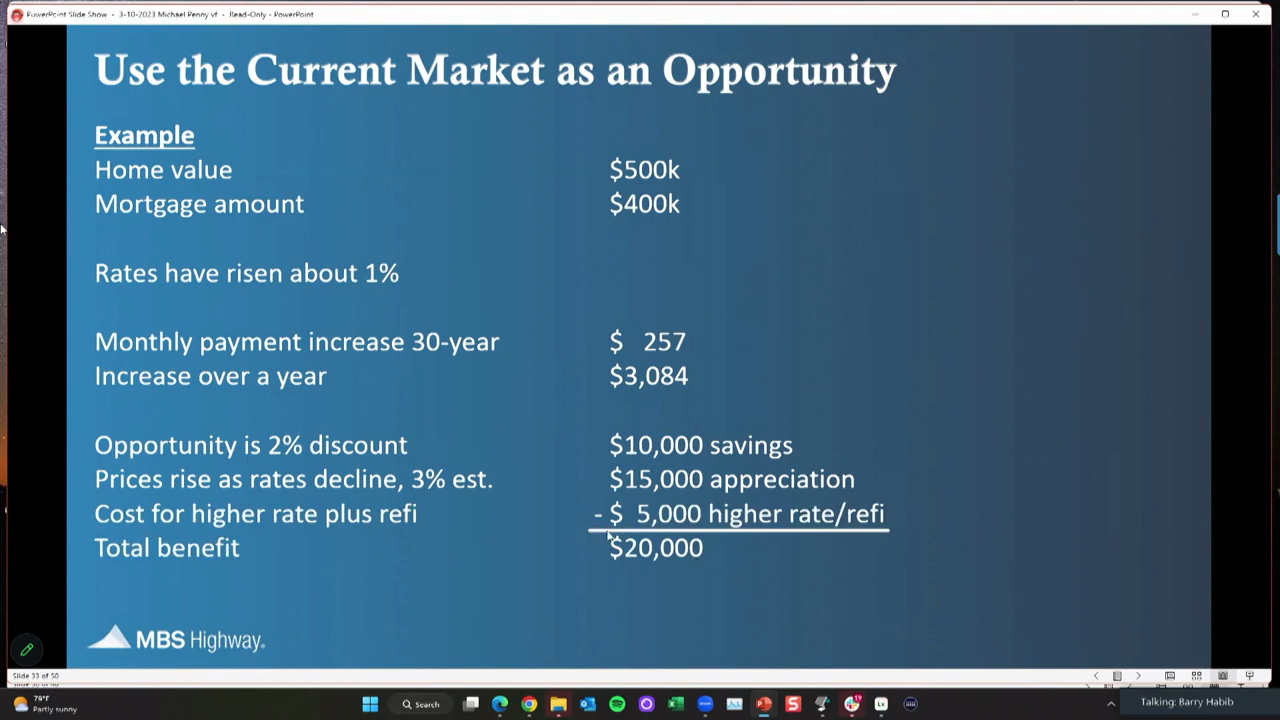 PowerPoint Slide Show - 3-10-2023 Michael Penny vf - Read-Only - PowerPoint
Use the Current Market as an Opportunity
Example
Home value $500k
Mortgage amount $400k
Rates have risen about 1%
Monthly payment increase 30-year $ 257
Increase over a year $3,084
Opportunity is 2% discount $10,000 savings
Prices rise as rates decline, 3% est. $15,000 appreciation
Cost for higher rate plus refi - $ 5,000 higher rate/refi
Total benefit $20,000
MBS Highway.
Slide 33 of 50
79°F
Partly sunny
Search
Talking: Barry Habib